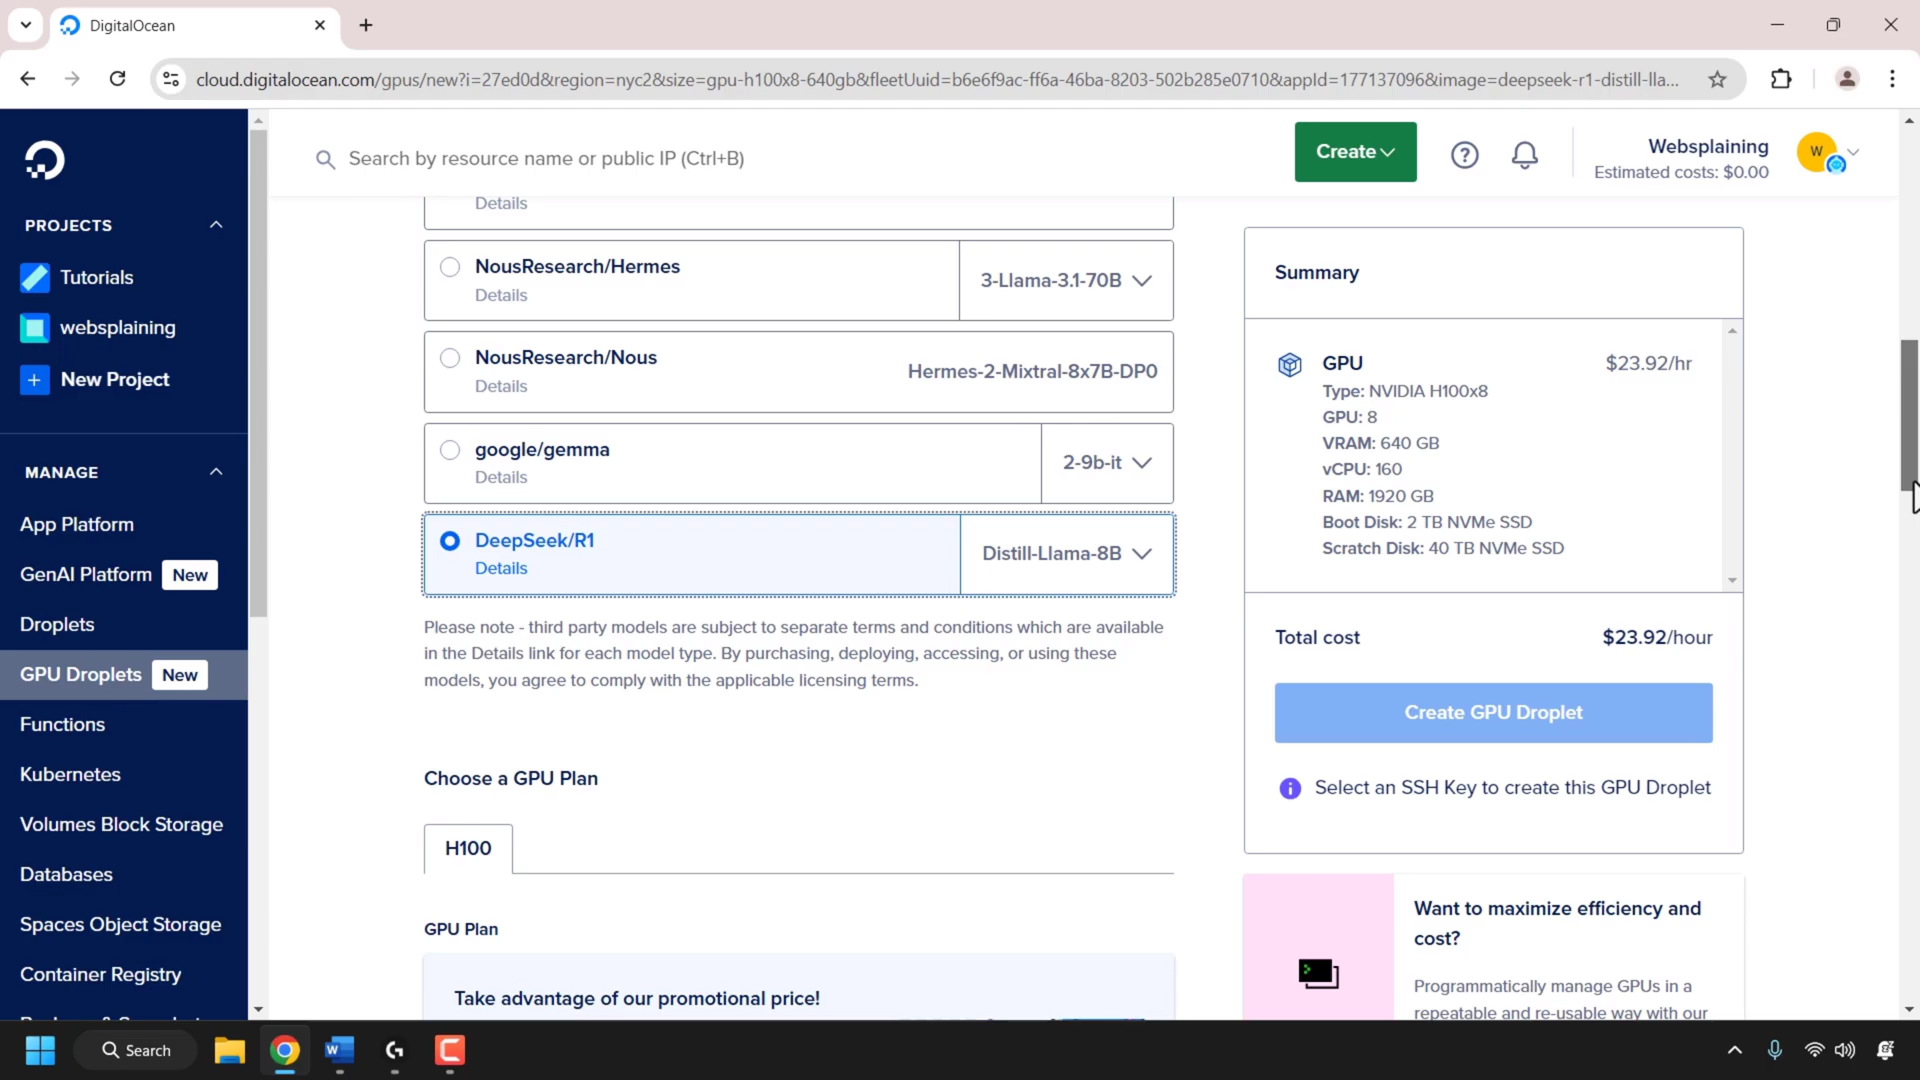 DigitalOcean
cloud.digitalocean.com/gpus/new?i=27ed0d&region=nyc2&size=gpu-h100x8-640gb&fleetUuid=b6e6f9ac-ff6a-46ba-8203-502b285e0710&appId=177137096&image=deepseek-r1-distill-lla...
Search by resource name or public IP (Ctrl+B)
Create
Websplaining
Estimated costs: $0.00
W
PROJECTS
Tutorials
websplaining
New Project
MANAGE
App Platform
GenAI Platform New
Droplets
GPU Droplets New
Functions
Kubernetes
Volumes Block Storage
Databases
Spaces Object Storage
Container Registry
Details
NousResearch/Hermes
Details
3-Llama-3.1-70B
NousResearch/Nous
Details
Hermes-2-Mixtral-8x7B-DP0
google/gemma
Details
2-9b-it
DeepSeek/R1
Details
Distill-Llama-8B
Please note - third party models are subject to separate terms and conditions which are available
in the Details link for each model type. By purchasing, deploying, accessing, or using these
models, you agree to comply with the applicable licensing terms.
Choose a GPU Plan
H100
GPU Plan
Take advantage of our promotional price!
Summary
GPU $23.92/hr
Type: NVIDIA H100x8
GPU: 8
VRAM: 640 GB
vCPU: 160
RAM: 1920 GB
Boot Disk: 2 TB NVMe SSD
Scratch Disk: 40 TB NVMe SSD
Total cost $23.92/hour
Create GPU Droplet
Select an SSH Key to create this GPU Droplet
Want to maximize efficiency and
cost?
Programmatically manage GPUs in a
repeatable and re-usable way with our
Search